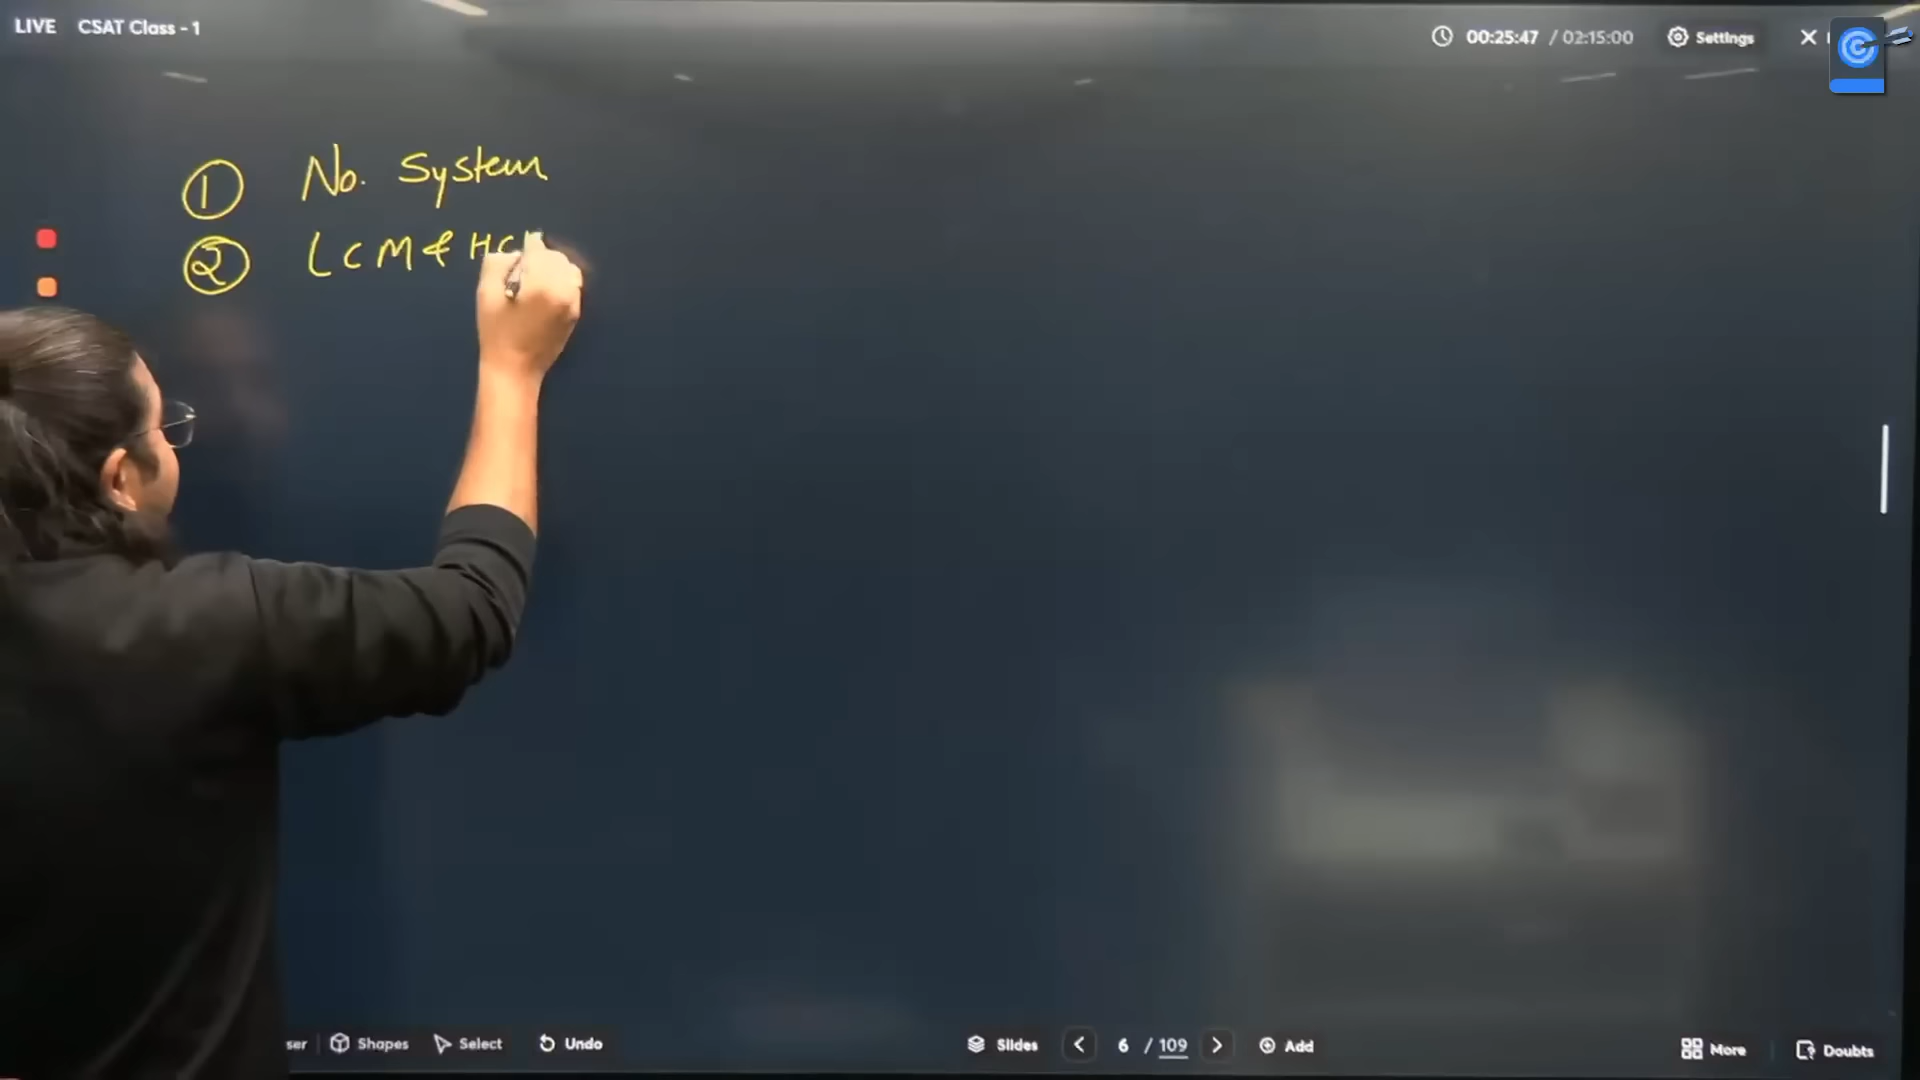 LIVE CSAT Class - 1 00:25:47 / 02:15:00 Settings
① No. System
② LCM & HC
Shapes Select Undo Slides 6 / 109 Add More Doubts